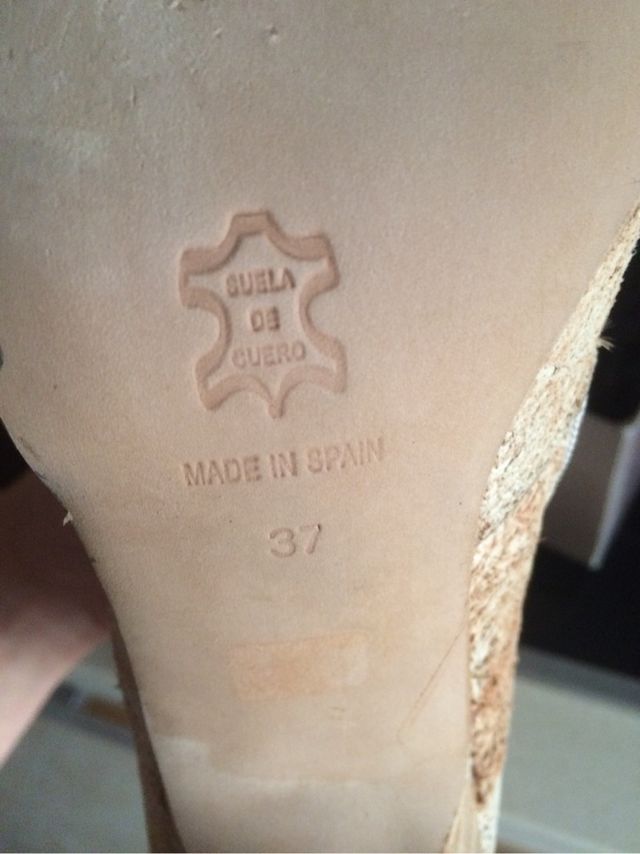 SUELA
DE
CUERO
MADE IN SPAIN
37